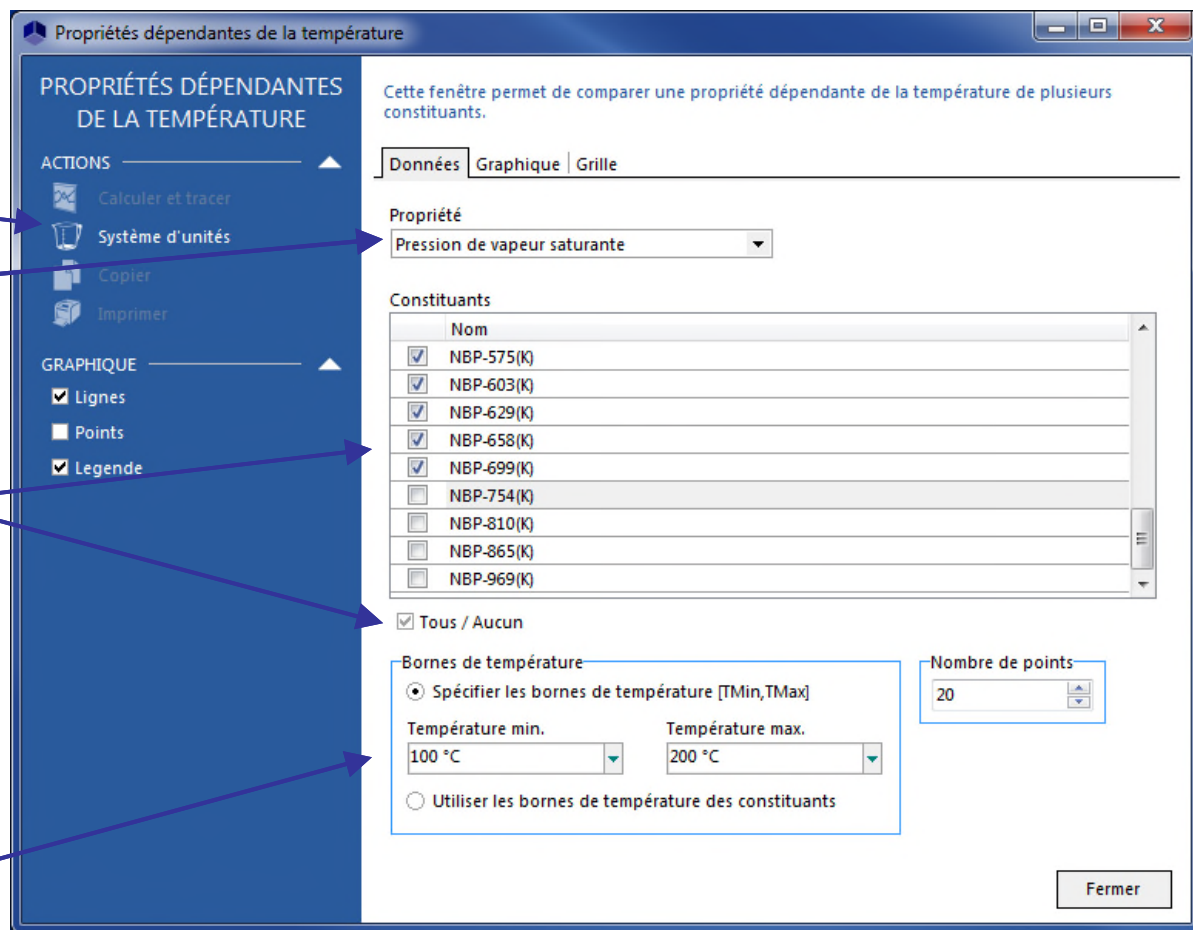 Propriétés dépendantes de la température
PROPRIÉTÉS DÉPENDANTES
DE LA TEMPÉRATURE
ACTIONS
Calculer et tracer
Système d'unités
Copier
Imprimer
GRAPHIQUE
Lignes
Points
Legende
Cette fenêtre permet de comparer une propriété dépendante de la température de plusieurs
constituants.
Données Graphique Grille
Propriété
Pression de vapeur saturante
Constituants
Nom
NBP-575(K)
NBP-603(K)
NBP-629(K)
NBP-658(K)
NBP-699(K)
NBP-754(K)
NBP-810(K)
NBP-865(K)
NBP-969(K)
Tous / Aucun
Bornes de température
Spécifier les bornes de température [TMin,TMax]
Température min. Température max.
100 °C 200 °C
Utiliser les bornes de température des constituants
Nombre de points
20
Fermer